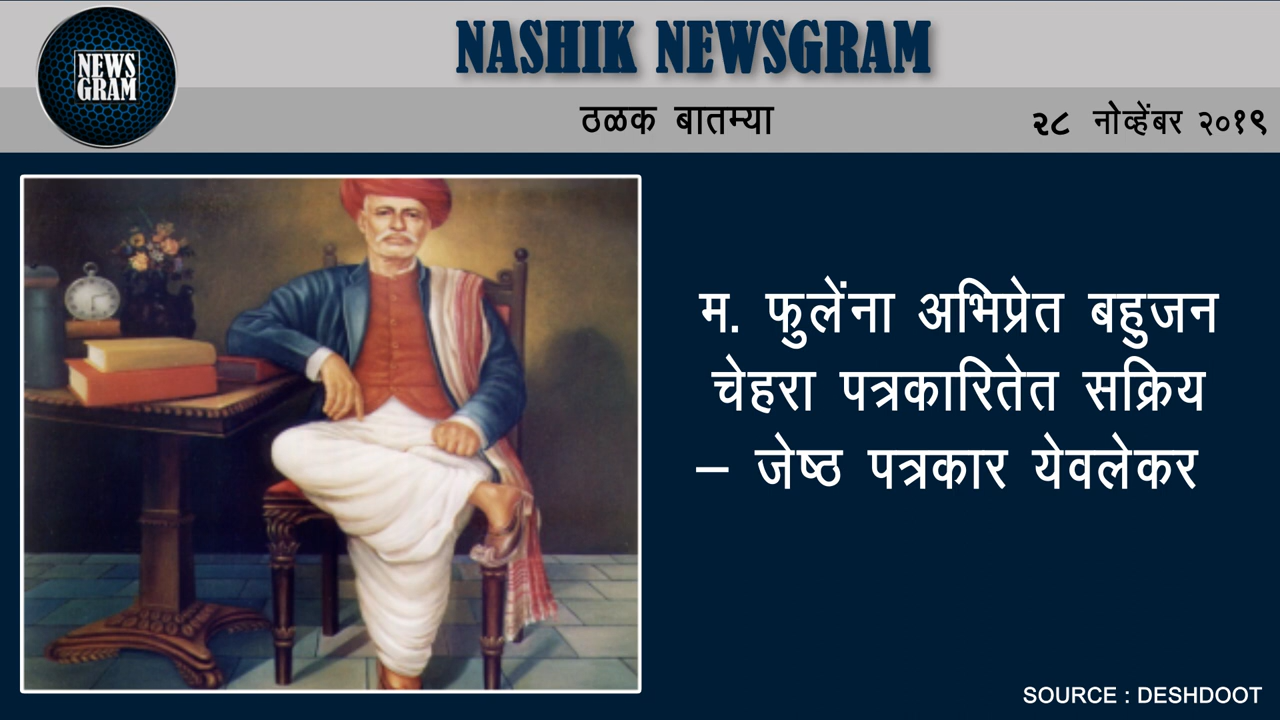 NEWS
GRAM
NASHIK NEWSGRAM
ठळक बातम्या
२८ नोव्हेंबर २०१९
म. फुलेंना अभिप्रेत बहुजन
चेहरा पत्रकारितेत सक्रिय
– जेष्ठ पत्रकार येवलेकर
SOURCE : DESHDOOT